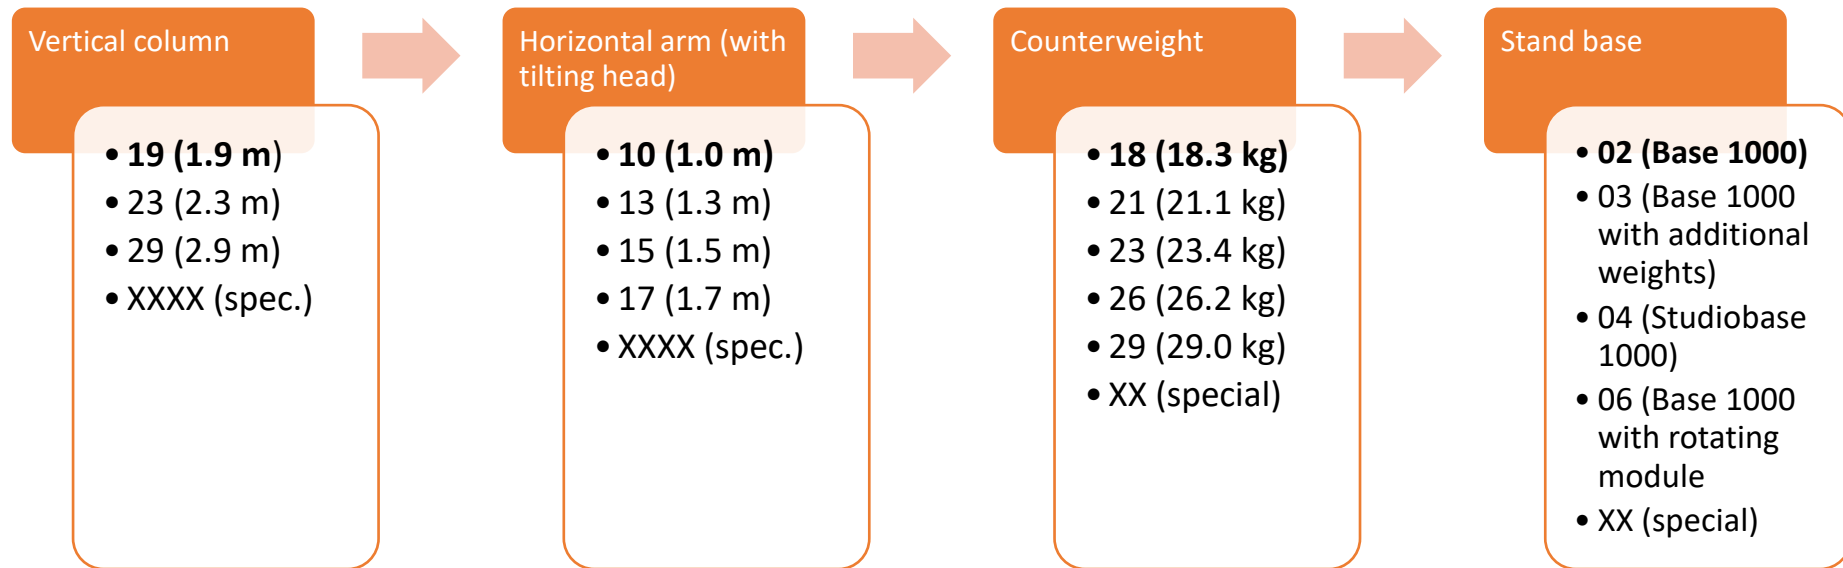 Vertical column
• 19 (1.9 m)
• 23 (2.3 m)
• 29 (2.9 m)
• XXXX (spec.)
Horizontal arm (with
tilting head)
• 10 (1.0 m)
• 13 (1.3 m)
• 15 (1.5 m)
• 17 (1.7 m)
• XXXX (spec.)
Counterweight
• 18 (18.3 kg)
• 21 (21.1 kg)
• 23 (23.4 kg)
• 26 (26.2 kg)
• 29 (29.0 kg)
• XX (special)
Stand base
• 02 (Base 1000)
• 03 (Base 1000
with additional
weights)
• 04 (Studiobase
1000)
• 06 (Base 1000
with rotating
module
• XX (special)